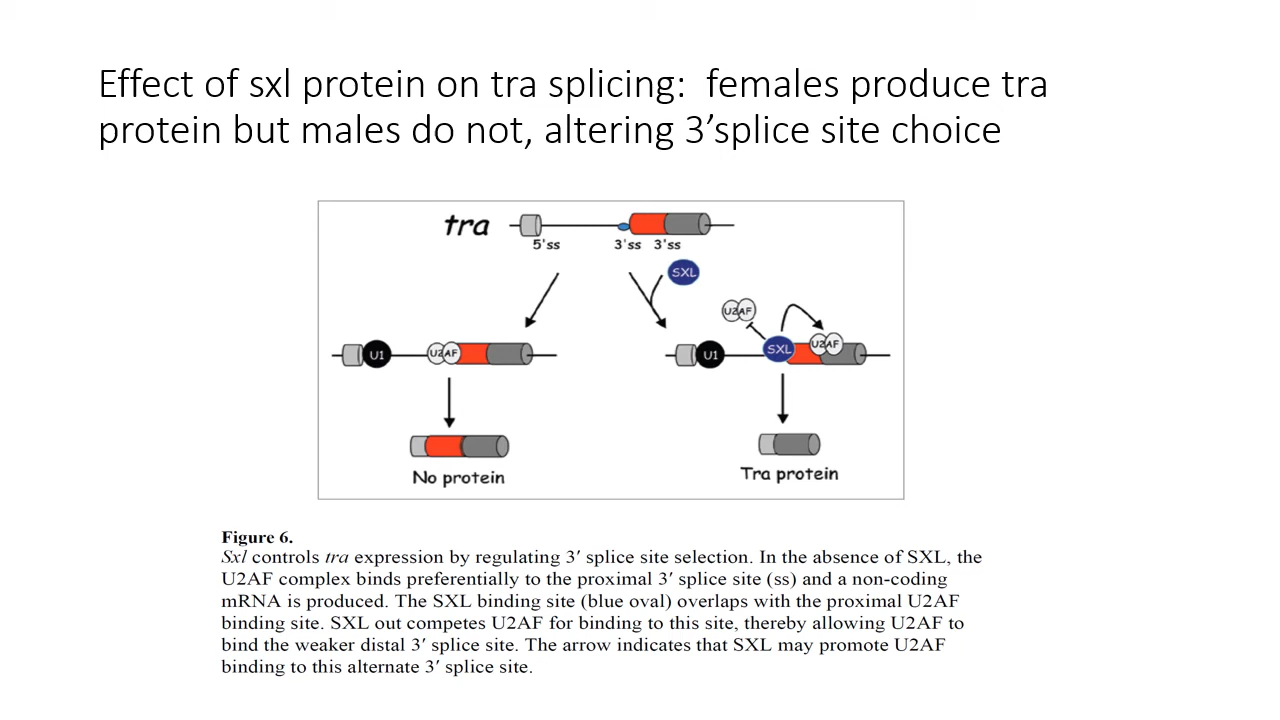 Effect of sxl protein on tra splicing:  females produce tra
protein but males do not, altering 3’splice site choice
tra
5'ss
3'ss
3'ss
SXL
U2AF
U1
U2AF
U1
SXL
U2AF
No protein
Tra protein
Figure 6.
Sxl controls tra expression by regulating 3′ splice site selection. In the absence of SXL, the
U2AF complex binds preferentially to the proximal 3′ splice site (ss) and a non-coding
mRNA is produced. The SXL binding site (blue oval) overlaps with the proximal U2AF
binding site. SXL out competes U2AF for binding to this site, thereby allowing U2AF to
bind the weaker distal 3′ splice site. The arrow indicates that SXL may promote U2AF
binding to this alternate 3′ splice site.